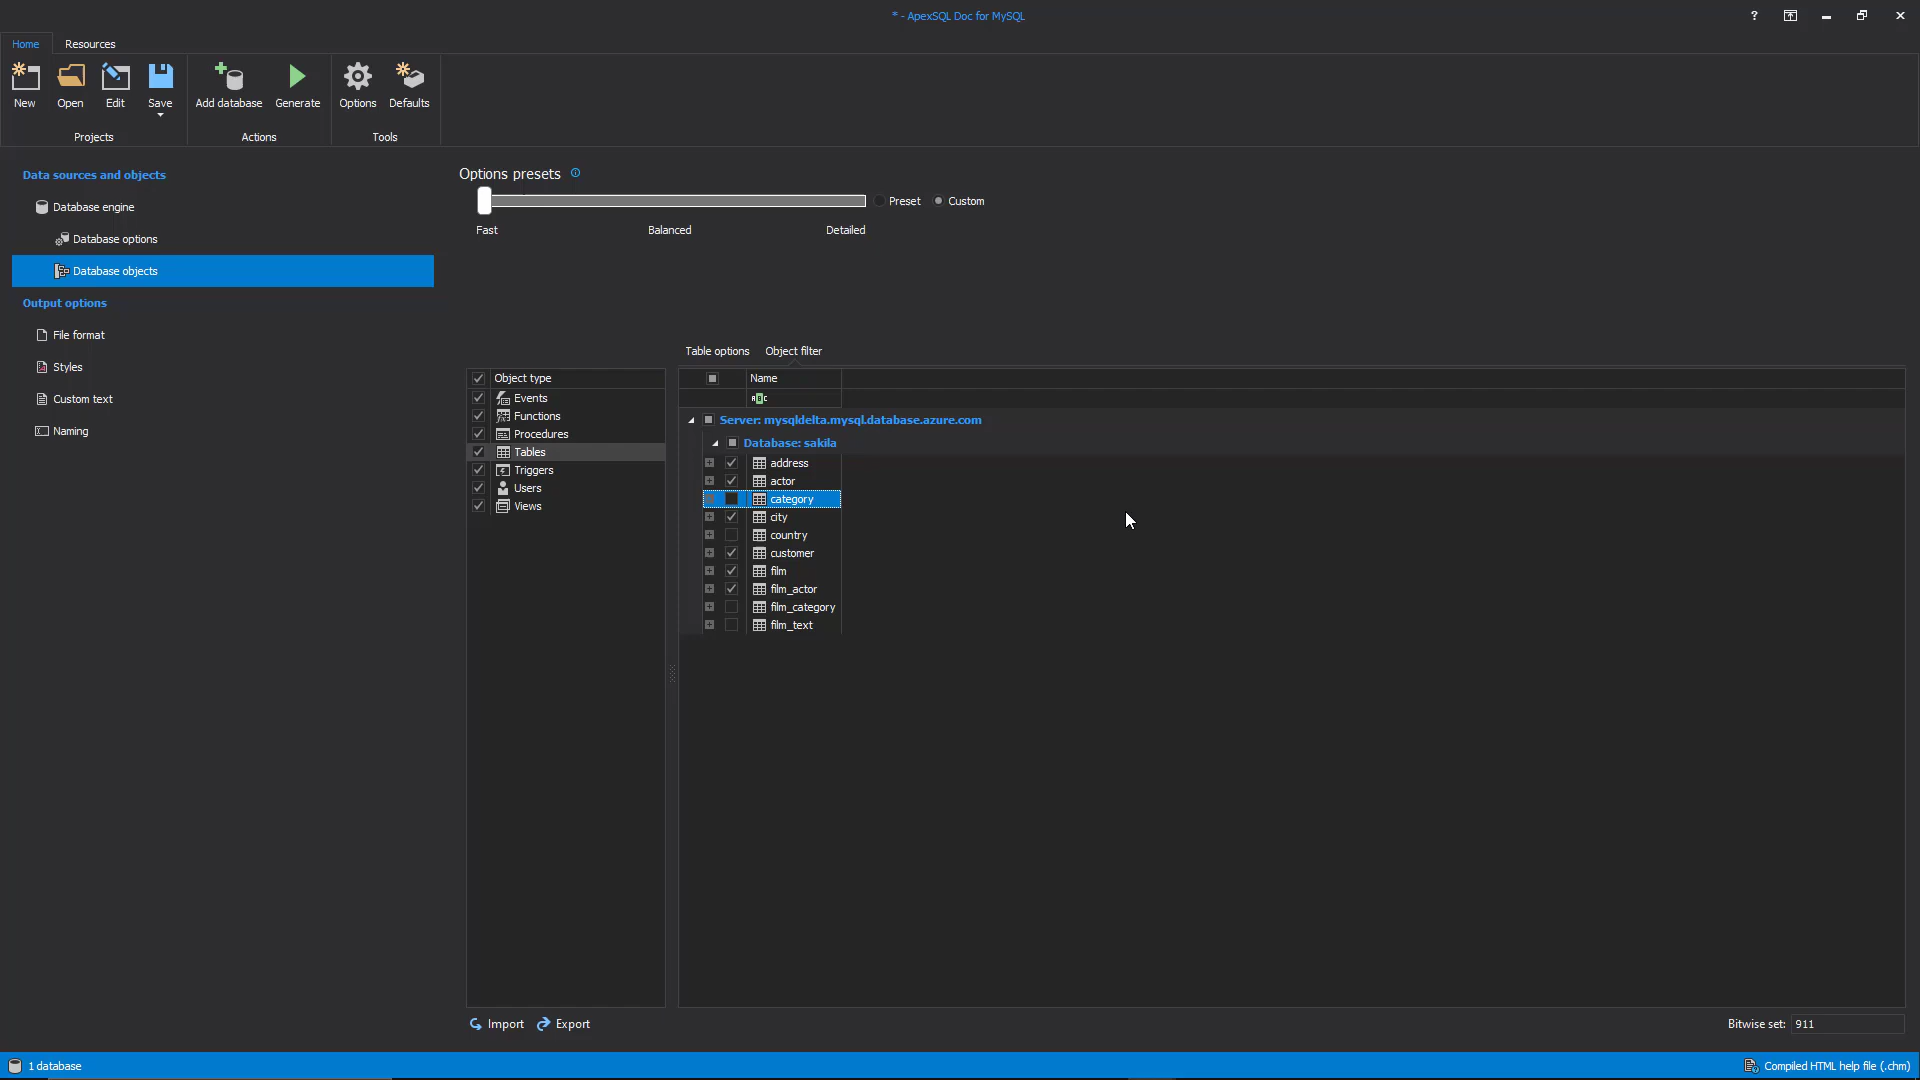 * - ApexSQL Doc for MySQL
?
Home
Resources
New
Open
Edit
Save
Add database
Generate
Options
Defaults
Projects
Actions
Tools
Data sources and objects
Database engine
Database options
Database objects
Output options
File format
Styles
Custom text
Naming
Options presets
Preset
Custom
Fast
Balanced
Detailed
Table options
Object filter
Object type
Events
Functions
Procedures
Tables
Triggers
Users
Views
Name
Server: mysqldelta.mysql.database.azure.com
Database: sakila
address
actor
category
city
country
customer
film
film_actor
film_category
film_text
Import
Export
Bitwise set: 911
1 database
Compiled HTML help file (.chm)